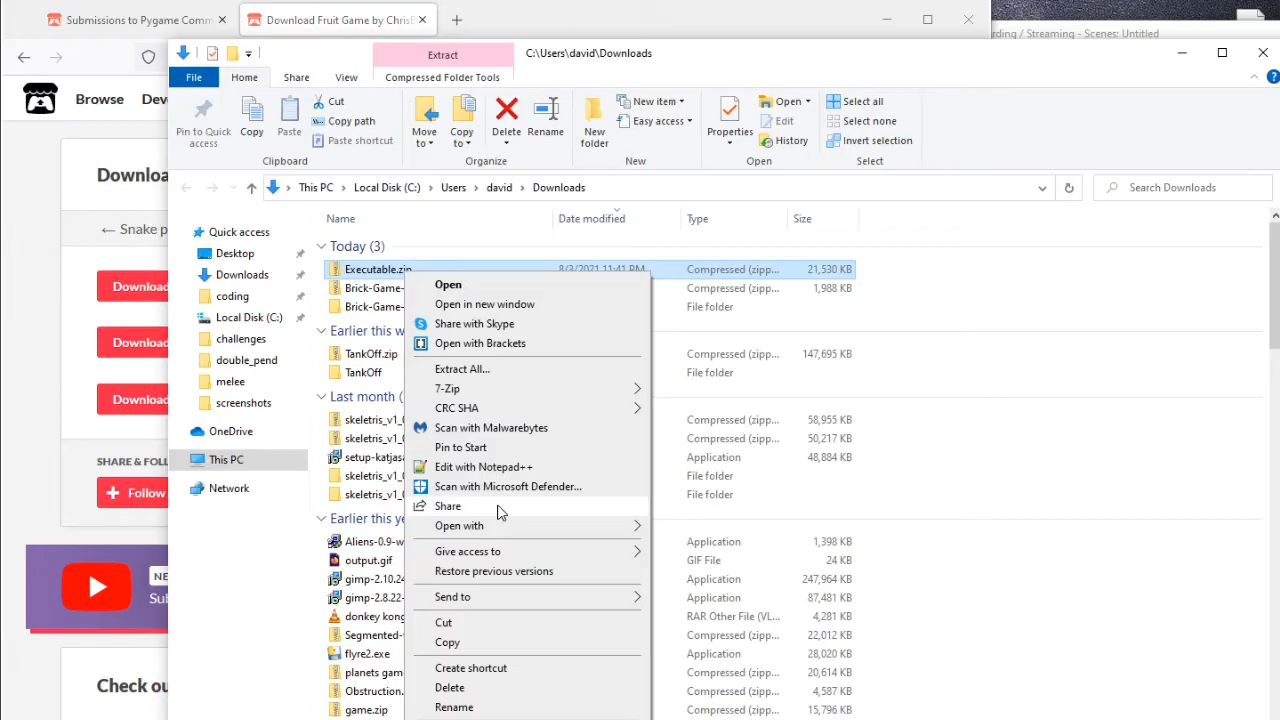 Submissions to Pygame Comm
Download Fruit Game by ChrisE
rding / Streaming - Scenes: Untitled
Extract
C:\Users\david\Downloads
File
Home
Share
View
Compressed Folder Tools
Browse
Dev
Pin to Quick access
Copy
Paste
Cut
Copy path
Paste shortcut
Clipboard
Move to
Copy to
Delete
Rename
Organize
New folder
New item
Easy access
New
Properties
Open
Edit
History
Open
Select all
Select none
Invert selection
Select
This PC > Local Disk (C:) > Users > david > Downloads
Search Downloads
Downloa
← Snake p
Downloa
Downloa
Downloa
SHARE & FOLL
Follow
NE
Sub
Check ou
Quick access
Desktop
Downloads
coding
Local Disk (C:)
challenges
double_pend
melee
screenshots
OneDrive
This PC
Network
Name Date modified Type Size
Today (3)
Executable.zip 8/3/2021 11:41 PM Compressed (zipp... 21,530 KB
Brick-Game- Compressed (zipp... 1,988 KB
Brick-Game- File folder
Earlier this w
TankOff.zip Compressed (zipp... 147,695 KB
TankOff File folder
Last month (
skeletris_v1_ Compressed (zipp... 58,955 KB
skeletris_v1_ Compressed (zipp... 50,217 KB
setup-katjas Application 48,884 KB
skeletris_v1_ File folder
skeletris_v1_ File folder
Earlier this ye
Aliens-0.9-w Application 1,398 KB
output.gif GIF File 24 KB
gimp-2.10.24 Application 247,964 KB
gimp-2.8.22- Application 87,481 KB
donkey kong RAR Other File (VL... 4,281 KB
Segmented- Compressed (zipp... 22,012 KB
flyre2.exe Application 28,020 KB
planets gam Compressed (zipp... 20,614 KB
Obstruction. Compressed (zipp... 4,587 KB
game.zip Compressed (zipp... 15,796 KB
Open
Open in new window
Share with Skype
Open with Brackets
Extract All...
7-Zip
CRC SHA
Scan with Malwarebytes
Pin to Start
Edit with Notepad++
Scan with Microsoft Defender...
Share
Open with
Give access to
Restore previous versions
Send to
Cut
Copy
Create shortcut
Delete
Rename